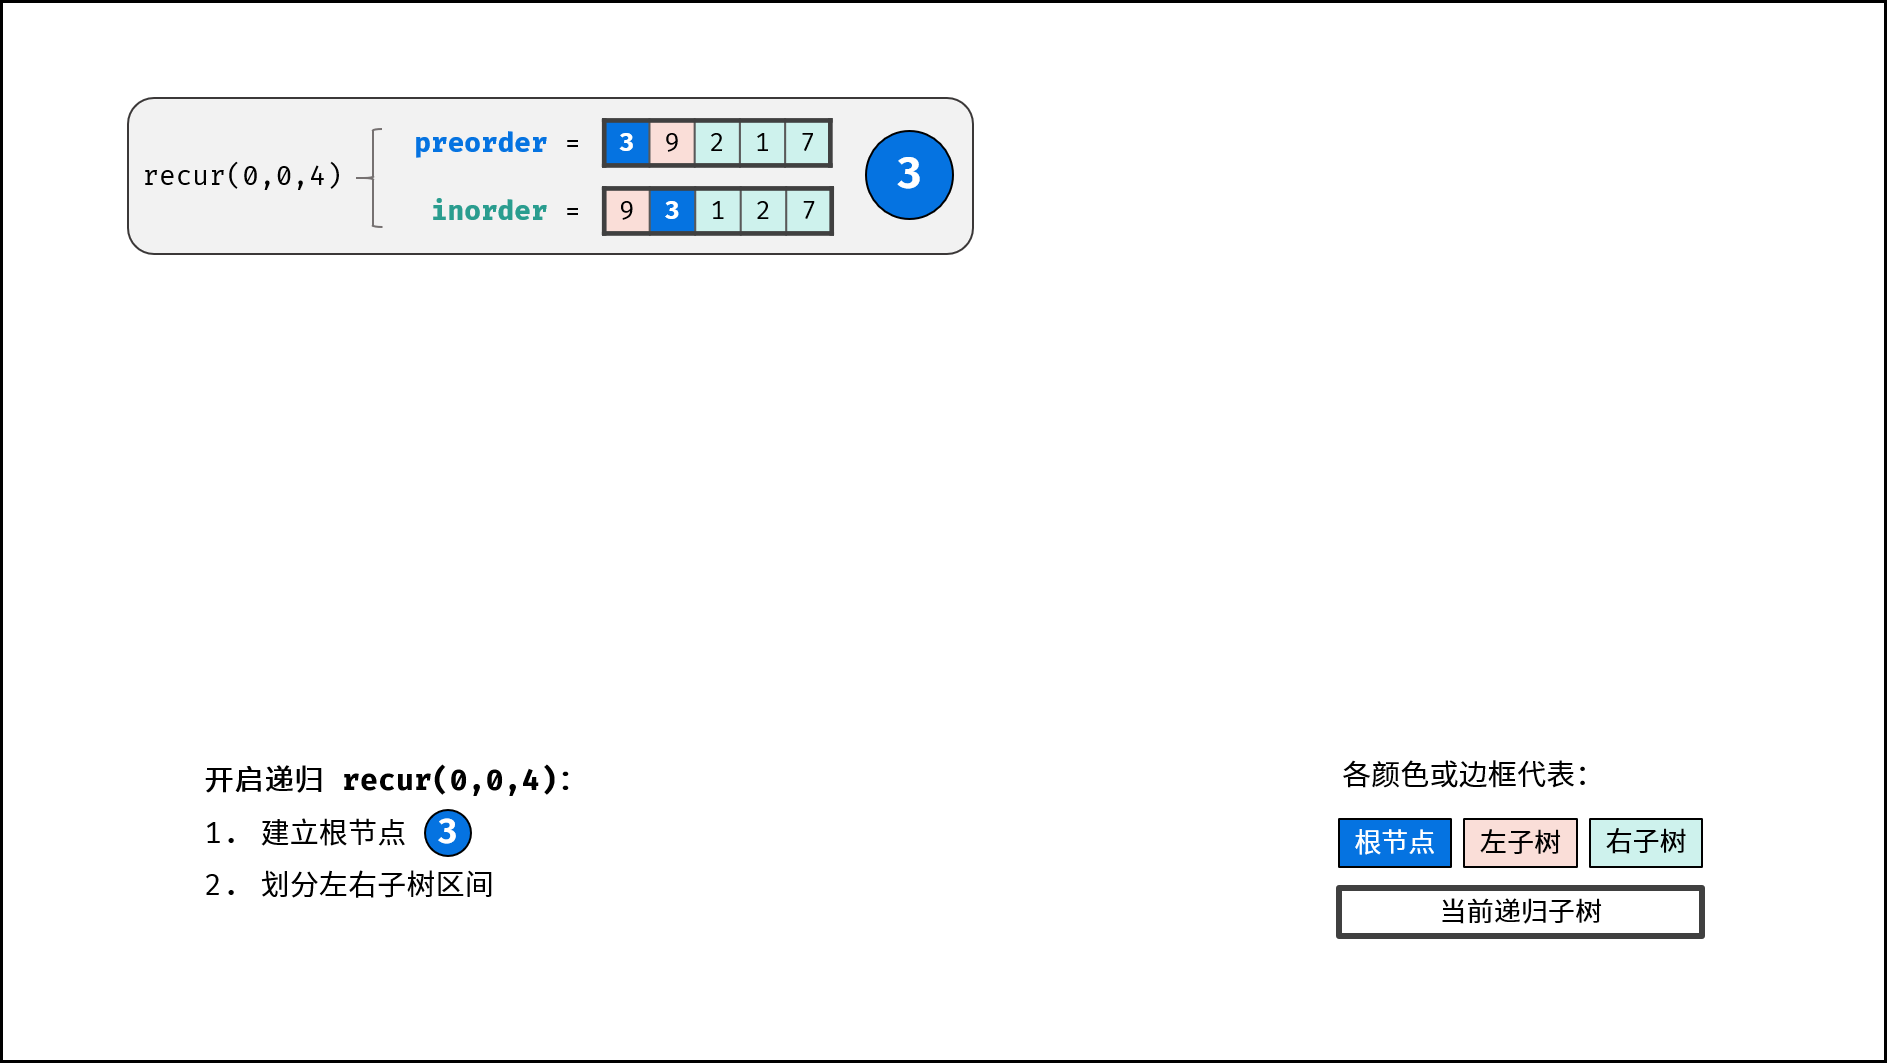 preorder = 3 9 2 1 7
recur(0,0,4)
3
inorder = 9 3 1 2 7
开启递归 recur(0,0,4):
1. 建立根节点 3
2. 划分左右子树区间
各颜色或边框代表：
根节点 左子树 右子树
当前递归子树